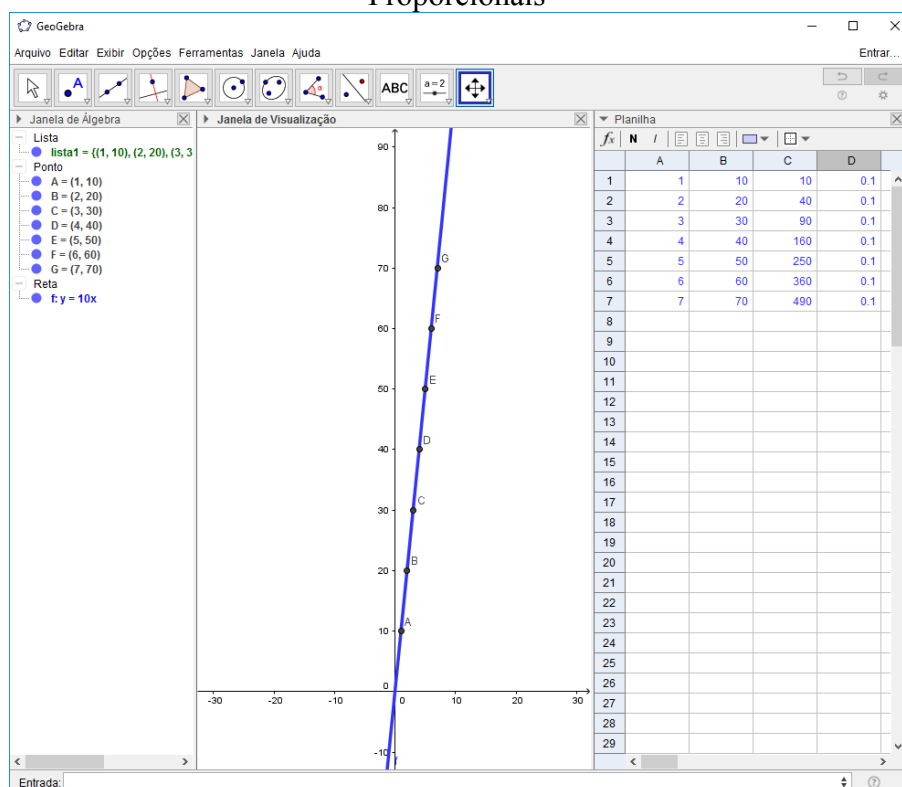 Proporcionais
GeoGebra
Arquivo Editar Exibir Opções Ferramentas Janela Ajuda
Entrar...
A
α
ABC
a=2
Janela de Álgebra
Lista
lista1 = {(1, 10), (2, 20), (3, 3
Ponto
A = (1, 10)
B = (2, 20)
C = (3, 30)
D = (4, 40)
E = (5, 50)
F = (6, 60)
G = (7, 70)
Reta
f: y = 10x
Janela de Visualização
90
80
70
60
50
40
30
20
10
0
-10
G
F
E
D
C
B
A
f
-30 -20 -10 0 10 20 30
Planilha
fx N I
A B C D
1 1 10 10 0.1
2 2 20 40 0.1
3 3 30 90 0.1
4 4 40 160 0.1
5 5 50 250 0.1
6 6 60 360 0.1
7 7 70 490 0.1
8
9
10
11
12
13
14
15
16
17
18
19
20
21
22
23
24
25
26
27
28
29
Entrada: